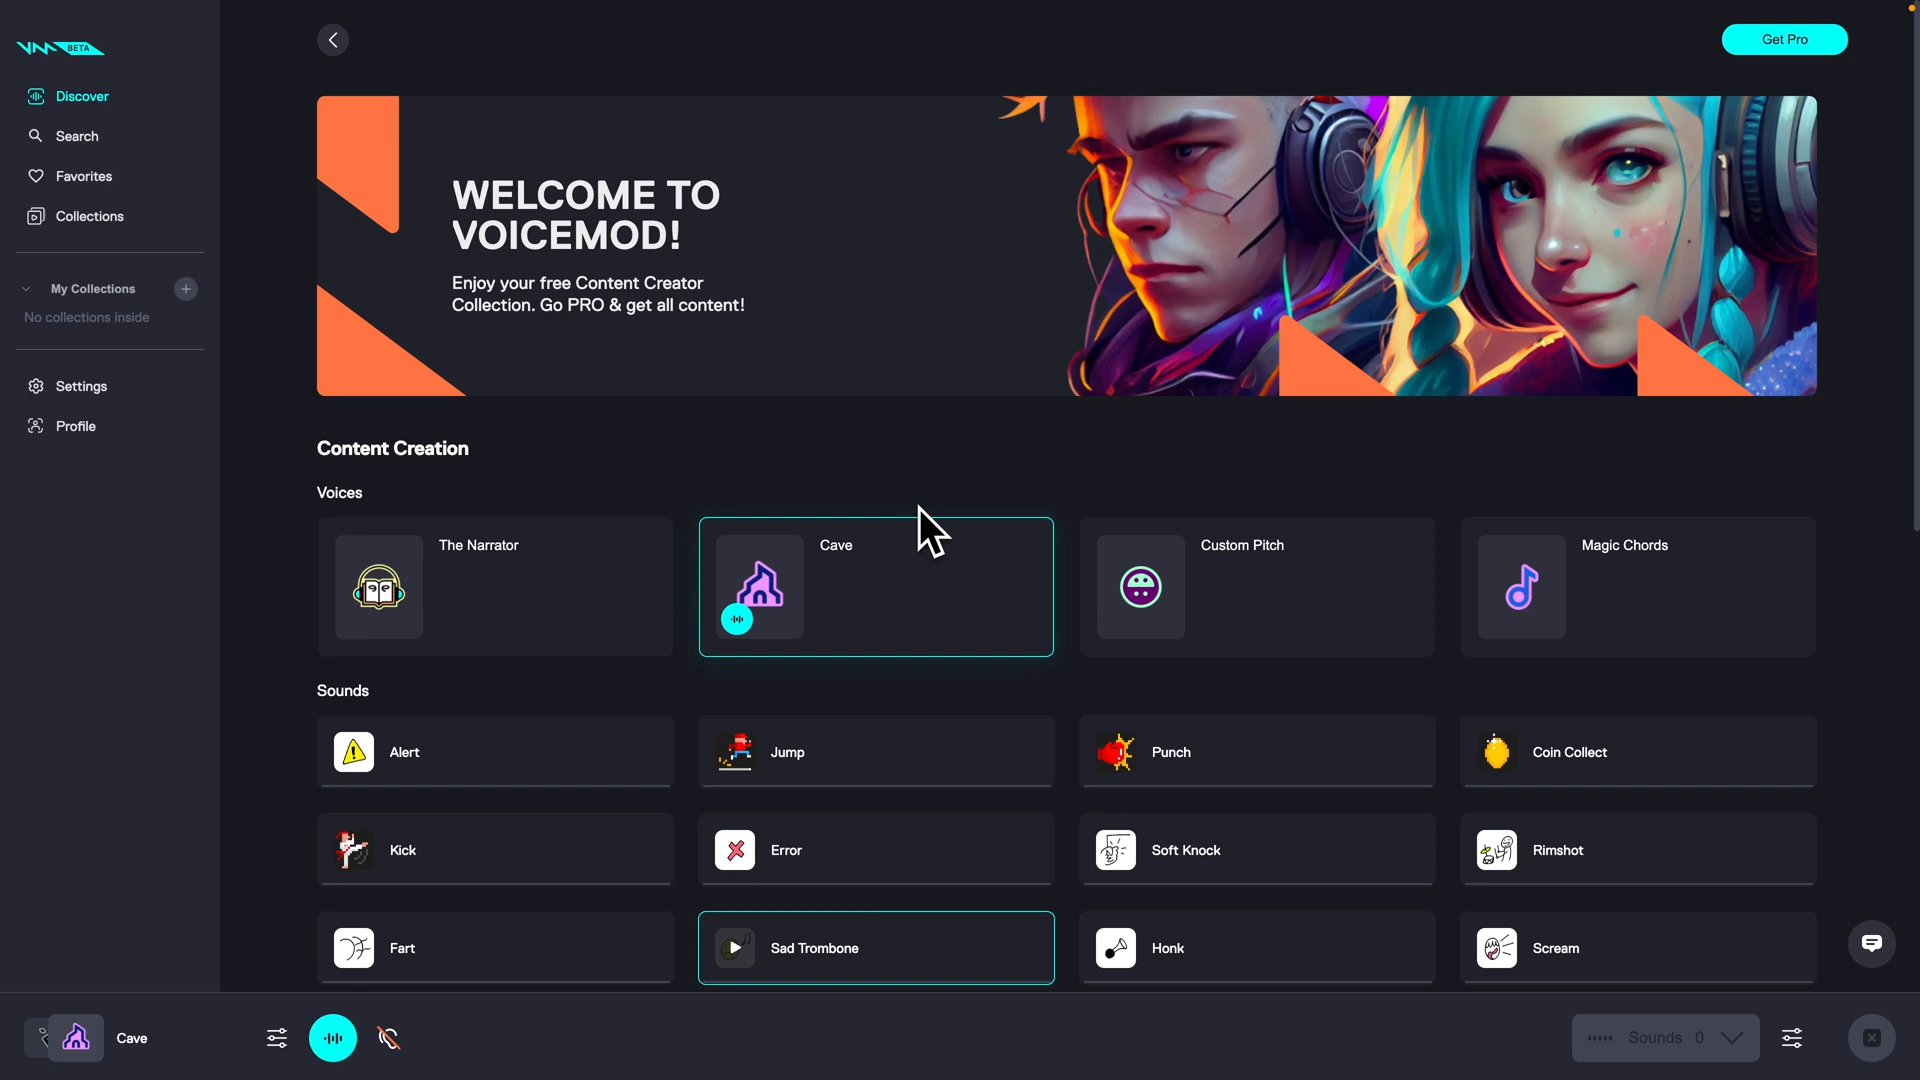 BETA
Get Pro
Discover
Search
Favorites
Collections
My Collections
No collections inside
Settings
Profile
WELCOME TO
VOICEMOD!
Enjoy your free Content Creator
Collection. Go PRO & get all content!
Content Creation
Voices
The Narrator
Cave
Custom Pitch
Magic Chords
Sounds
Alert
Jump
Punch
Coin Collect
Kick
Error
Soft Knock
Rimshot
Fart
Sad Trombone
Honk
Scream
Cave
Sounds 0